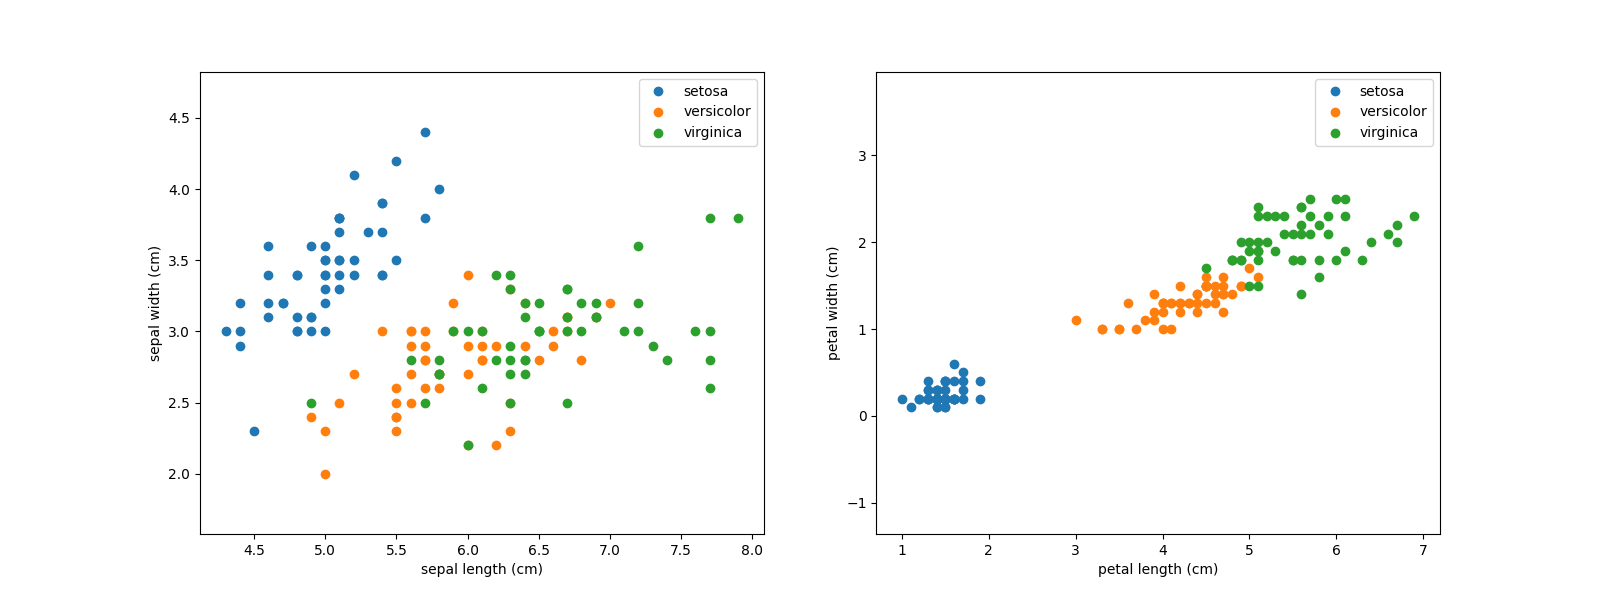 setosa
versicolor
virginica
4.5
4.0
3.5
3.0
2.5
2.0
sepal width (cm)
4.5 5.0 5.5 6.0 6.5 7.0 7.5 8.0
sepal length (cm)
setosa
versicolor
virginica
3
2
1
0
−1
petal width (cm)
1 2 3 4 5 6 7
petal length (cm)